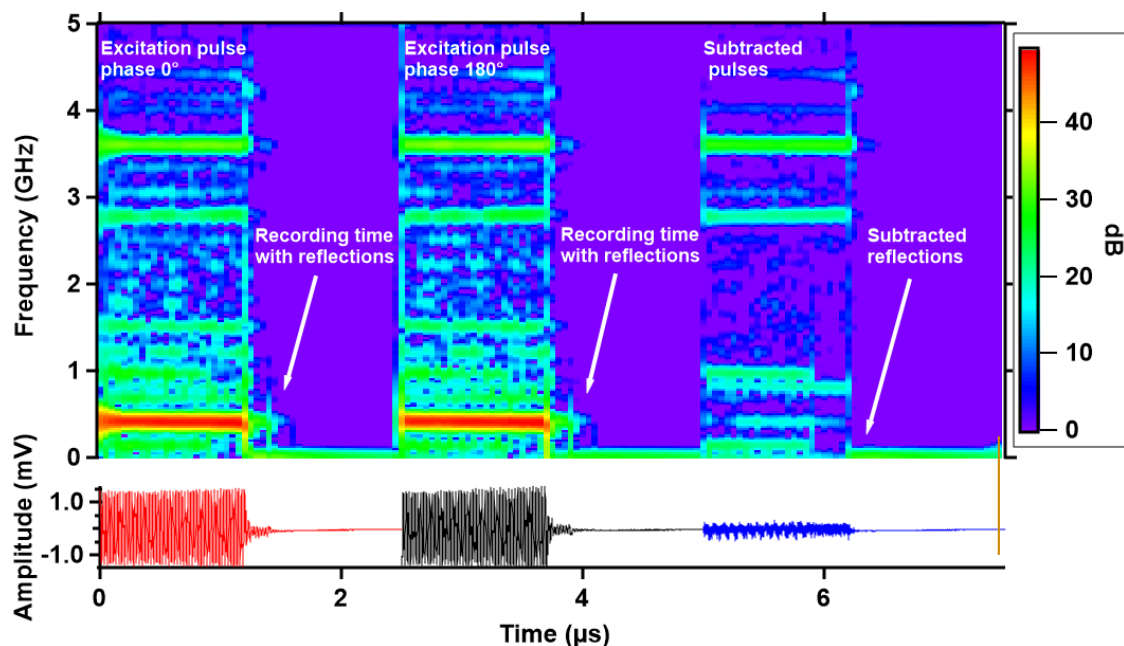 Excitation pulse
phase 0°
Excitation pulse
phase 180°
Subtracted
pulses
Recording time
with reflections
Recording time
with reflections
Subtracted
reflections
Frequency (GHz)
5
4
3
2
1
0
dB
40
30
20
10
0
Amplitude (mV)
1.0
-1.0
0
2
4
6
Time (µs)